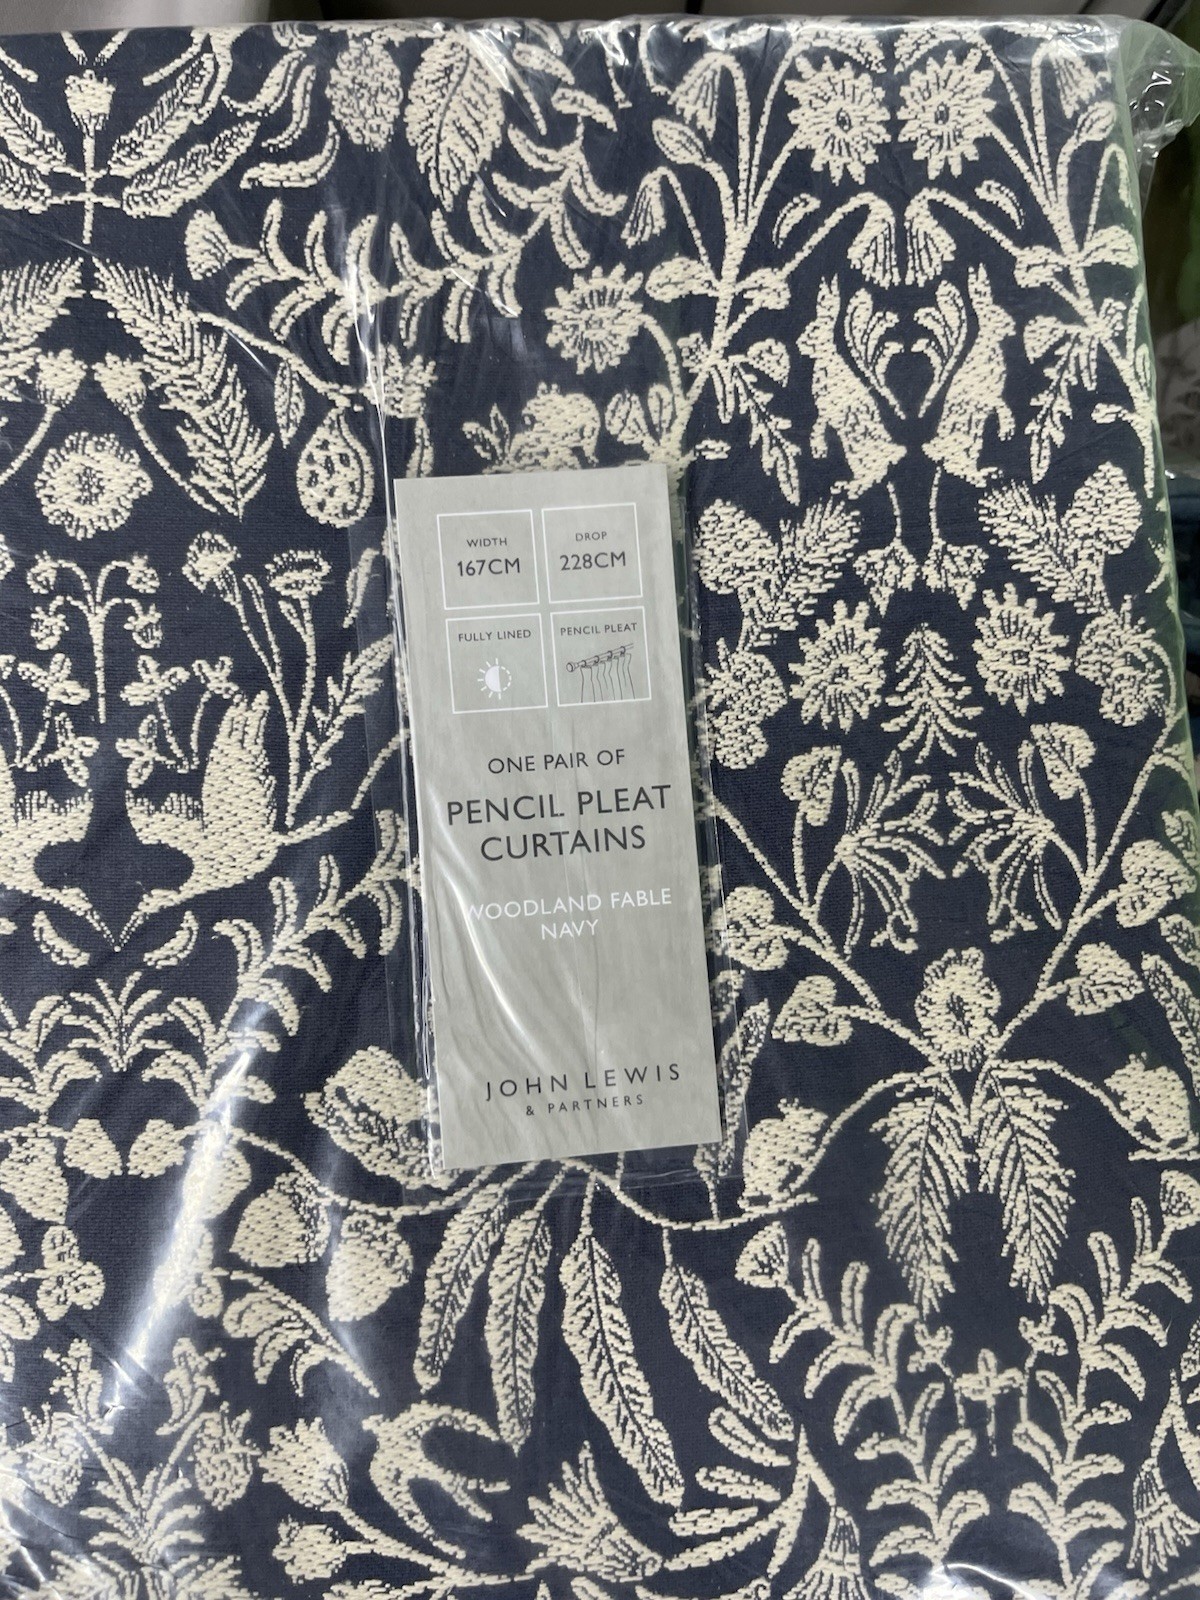 WIDTH
167CM
DROP
228CM
FULLY LINED
PENCIL PLEAT
ONE PAIR OF
PENCIL PLEAT
CURTAINS
WOODLAND FABLE
NAVY
JOHN LEWIS
& PARTNERS